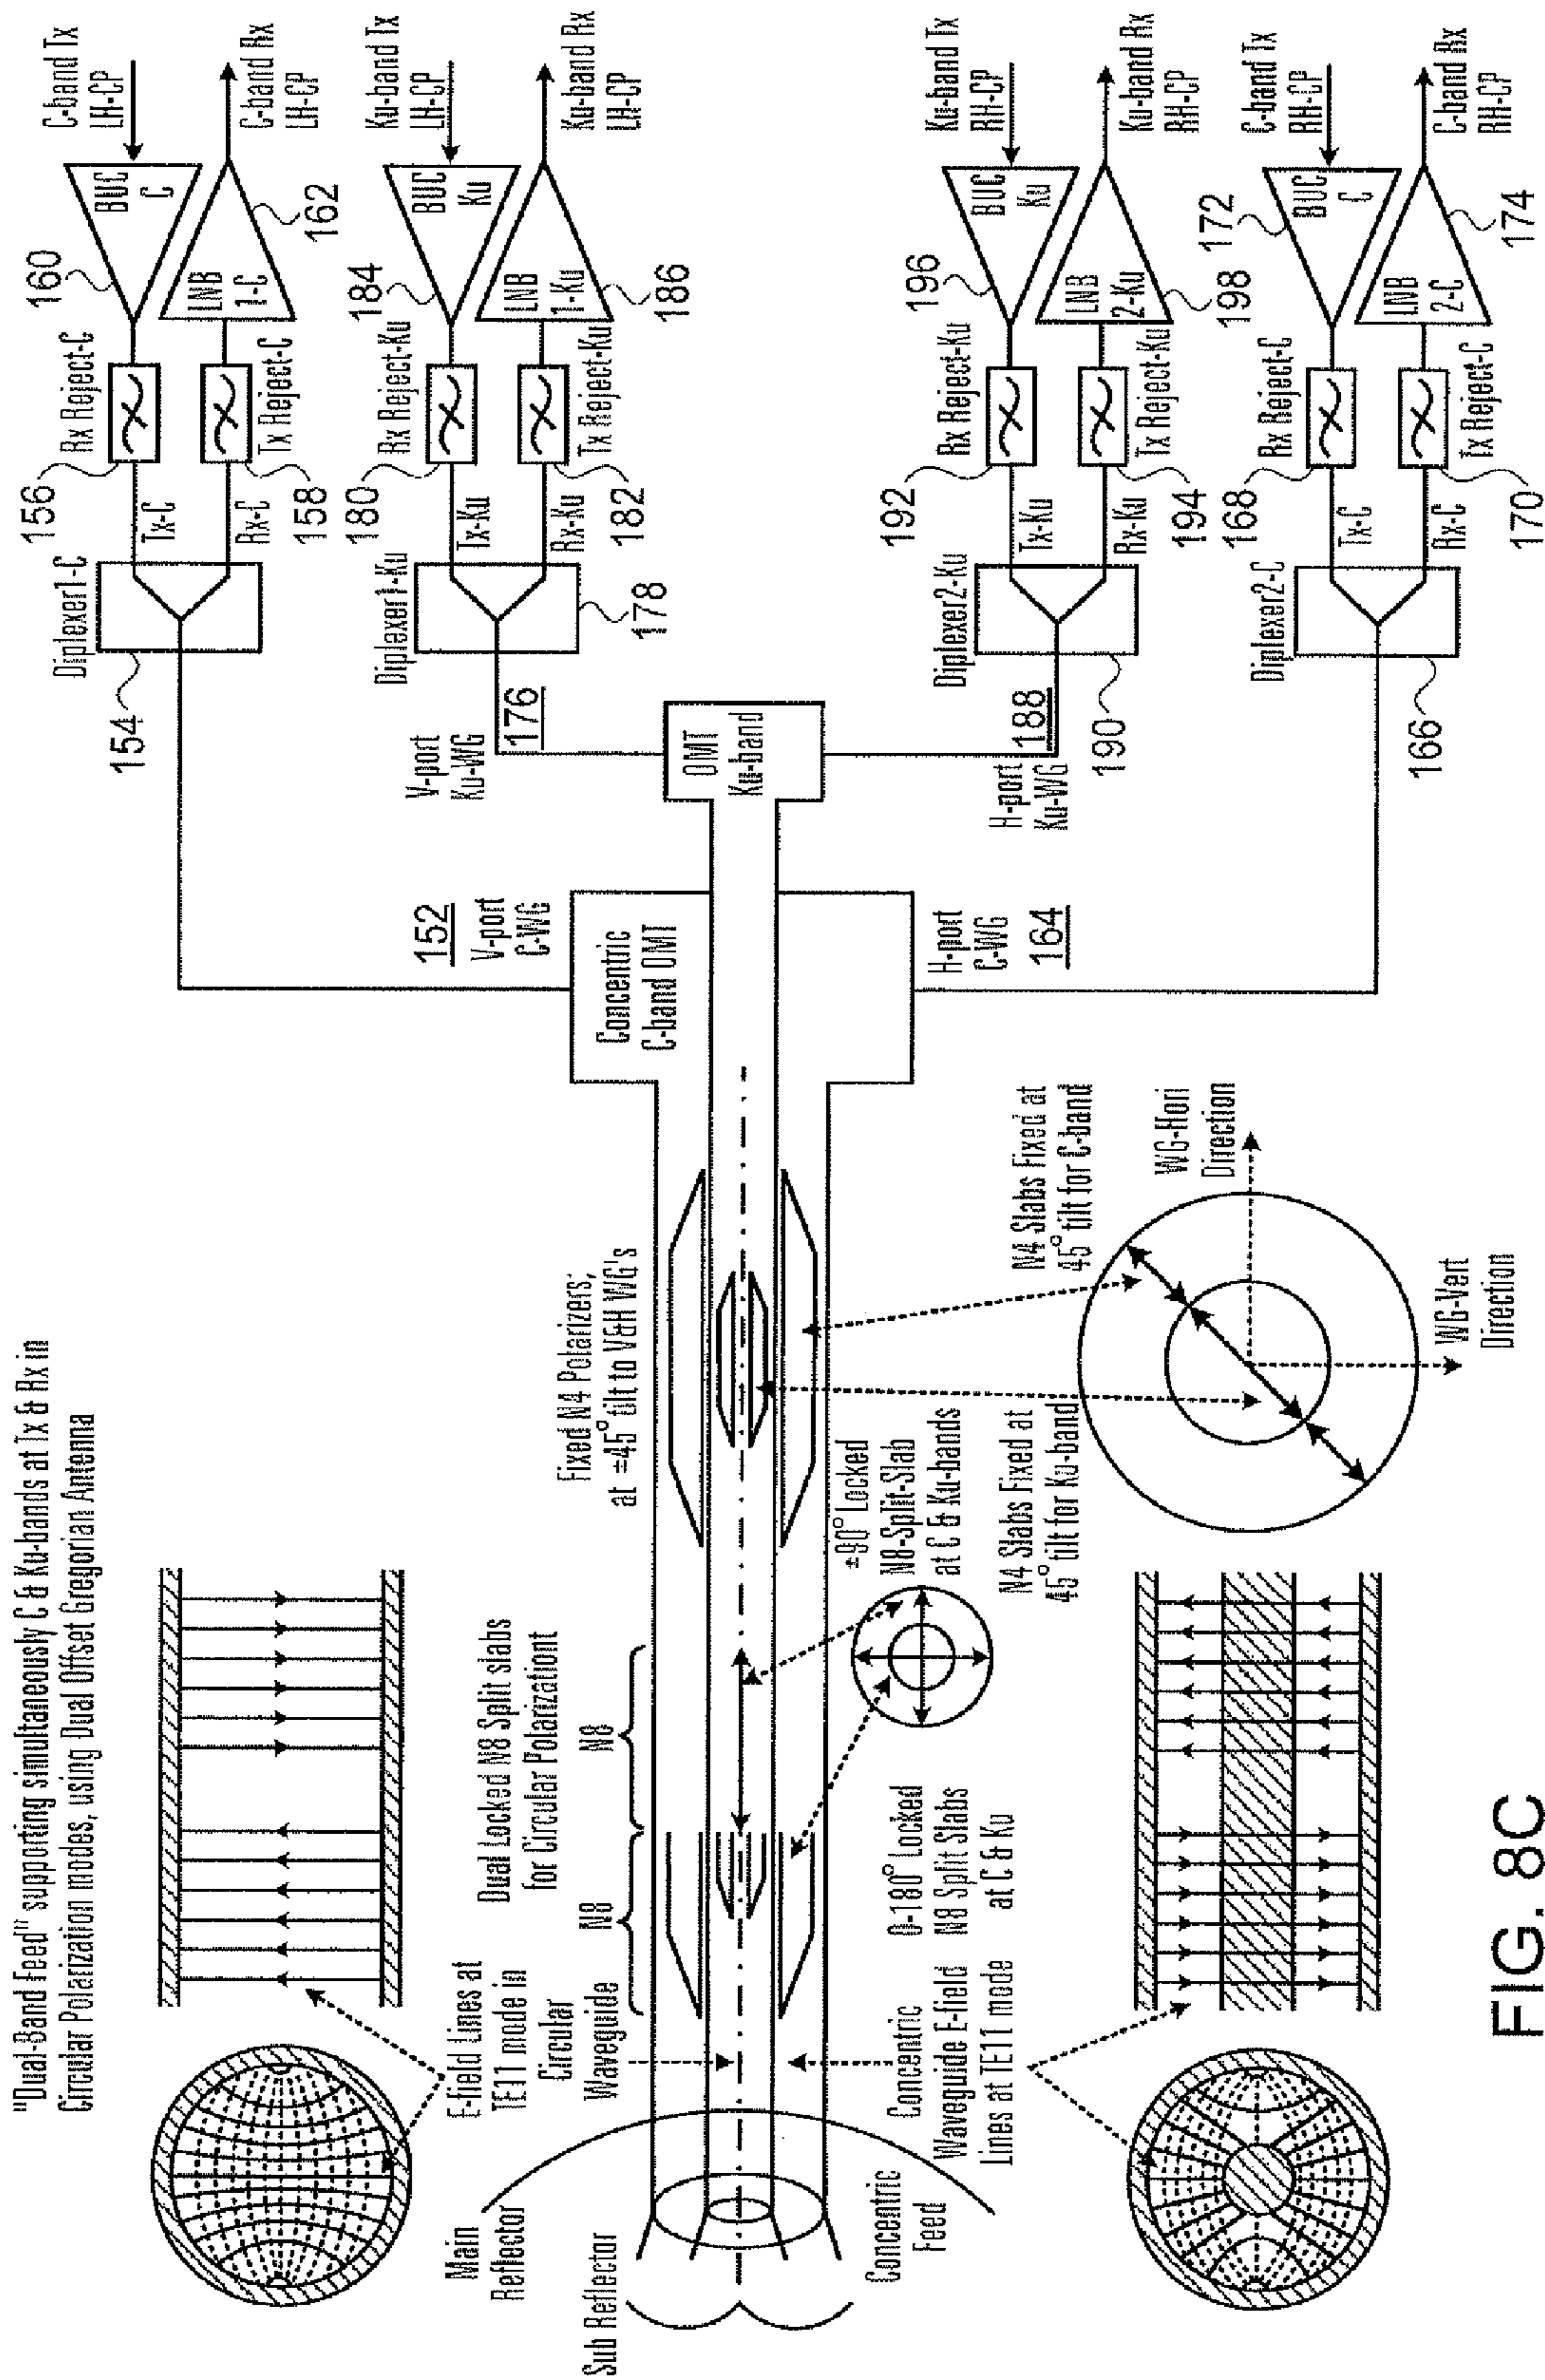 "Dual-Band Feed" supporting simultaneously C & Ku-bands at Tx & Rx in
Circular Polarization modes, using Dual Offset Gregorian Antenna
E-field Lines at
TE11 mode in
Circular
Waveguide
Main
Reflector
Sub Reflector
Concentric
Feed
Concentric
Waveguide E-field
Lines at TE11 mode
N8
N8
Dual Locked N8 Split slabs
for Circular Polarizationt
0-180° Locked
N8 Split Slabs
at C & Ku
±90° Locked
N8-Split-Slab
at C & Ku-bands
Fixed N4 Polarizers;
at ±45° tilt to V&H WG's
N4 Slabs Fixed at
45° tilt for Ku-band
N4 Slabs Fixed at
45° tilt for C-band
WG-Hori
Direction
WG-Vert
Direction
Concentric
C-band OMT
152
V-port
C-WG
H-port
C-WG
164
OMT
Ku-band
V-port
Ku-WG
176
H-port
Ku-WG
188
Diplexer1-C
154
Tx-C
Rx-C
156
Rx Reject-C
158
Tx Reject-C
160
BUC
C
LNB
1-C
162
C-band Tx
LH-CP
C-band Rx
LH-CP
Diplexer1-Ku
178
Tx-Ku
Rx-Ku
180
Rx Reject-Ku
182
Tx Reject-Ku
184
BUC
Ku
LNB
1-Ku
186
Ku-band Tx
LH-CP
Ku-band Rx
LH-CP
Diplexer2-Ku
190
Tx-Ku
Rx-Ku
192
Rx Reject-Ku
194
Tx Reject-Ku
196
BUC
Ku
LNB
2-Ku
198
Ku-band Tx
RH-CP
Ku-band Rx
RH-CP
Diplexer2-C
166
Tx-C
Rx-C
168
Rx Reject-C
170
Tx Reject-C
172
BUC
C
LNB
2-C
174
C-band Tx
RH-CP
C-band Rx
RH-CP
FIG. 8C